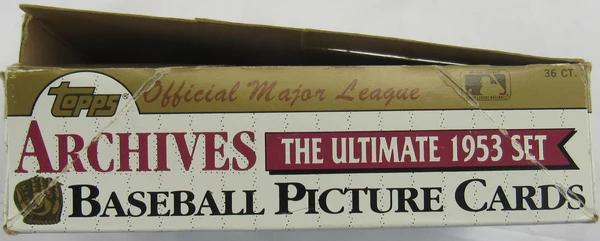 Topps Official Major League 36 CT.
ARCHIVES THE ULTIMATE 1953 SET
BASEBALL PICTURE CARDS